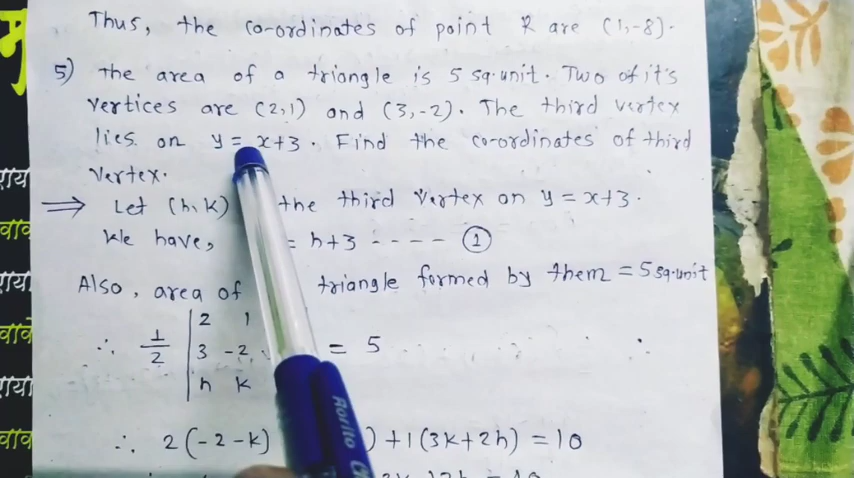 Thus, the co-ordinates of point R are (1,-8).
5) The area of a triangle is 5 sq.unit. Two of it's
vertices are (2,1) and (3,-2). The third vertex
lies on y = x+3. Find the co-ordinates of third
vertex.
⇒ Let (h,k) the third vertex on y = x+3.
We have, = h+3 ---- ①
Also, area of triangle formed by them = 5 sq.unit
∴ 1/2 | 2 1
3 -2 = 5
h k
∴ 2(-2-k) ) +1(3k+2h) = 10
Rorito